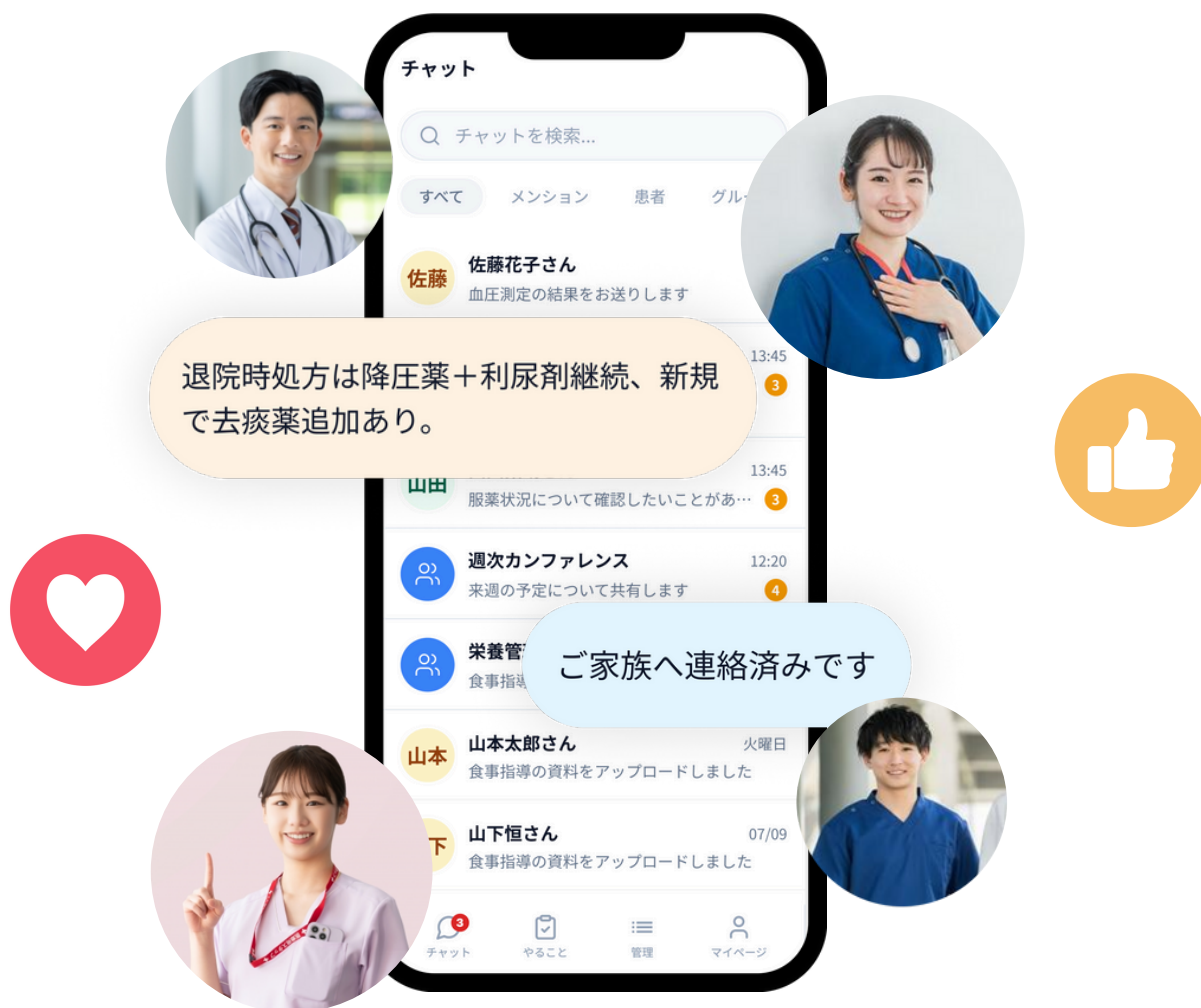 チャット
チャットを検索...
すべて メンション 患者 グルー
佐藤 佐藤花子さん
血圧測定の結果をお送りします
退院時処方は降圧薬＋利尿剤継続、新規
で去痰薬追加あり。
13:45
3
山田
13:45
服薬状況について確認したいことがあ… 3
週次カンファレンス 12:20
来週の予定について共有します 4
栄養管
食事指導
ご家族へ連絡済みです
山本 山本太郎さん 火曜日
食事指導の資料をアップロードしました
下 山下恒さん 07/09
食事指導の資料をアップロードしました
3
チャット やること 管理 マイページ